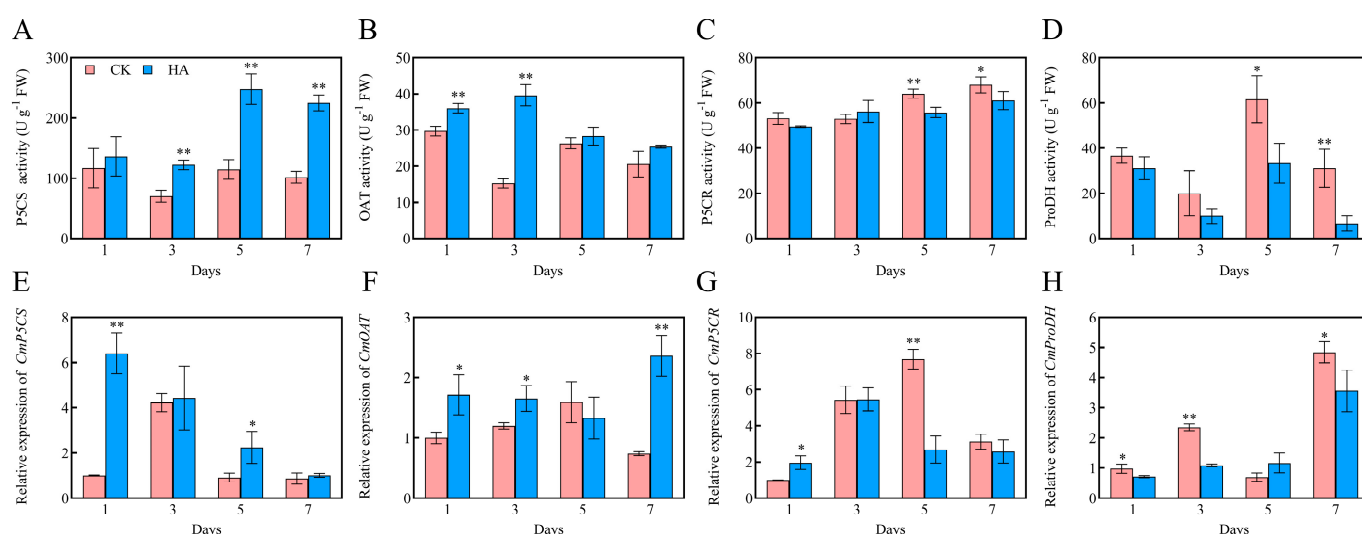 A
P5CS activity (U g⁻¹ FW)
300
200
100
0
CK HA
**
**
**
1 3 5 7
Days
B
OAT activity (U g⁻¹ FW)
50
40
30
20
10
0
**
**
1 3 5 7
Days
C
P5CR activity (U g⁻¹ FW)
80
60
40
20
0
**
*
1 3 5 7
Days
D
ProDH activity (U g⁻¹ FW)
80
60
40
20
0
*
**
1 3 5 7
Days
E
Relative expression of CmP5CS
8
6
4
2
0
**
*
1 3 5 7
Days
F
Relative expression of CmOAT
3
2
1
0
*
*
**
1 3 5 7
Days
G
Relative expression of CmP5CR
10
8
6
4
2
0
*
**
1 3 5 7
Days
H
Relative expression of CmProDH
6
5
4
3
2
1
0
*
**
*
1 3 5 7
Days